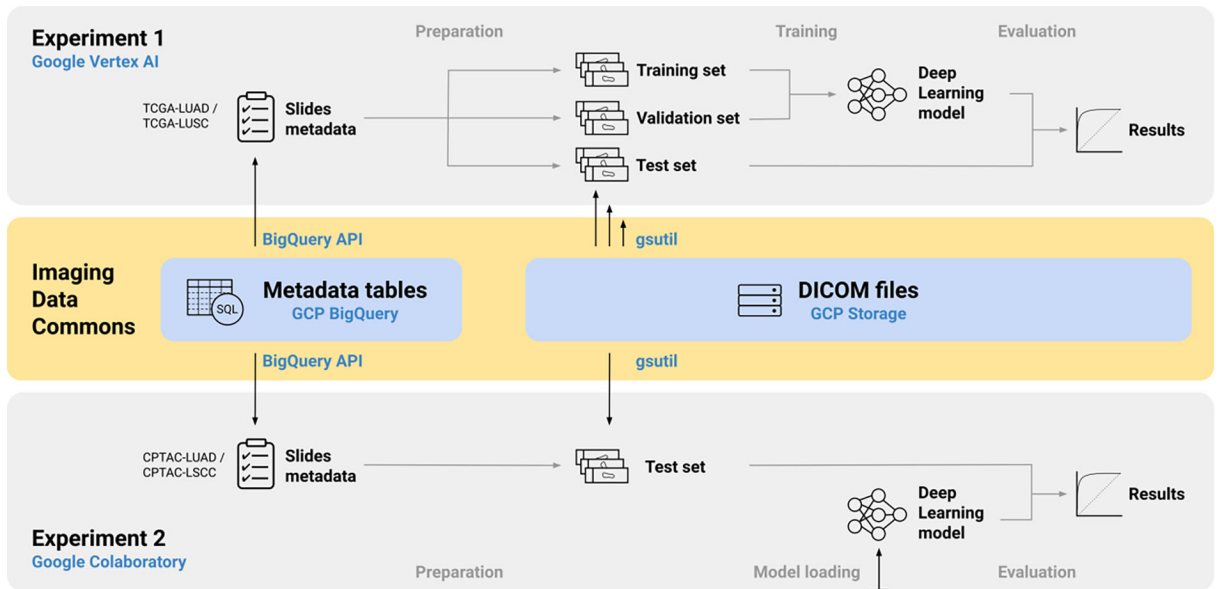 Experiment 1
Google Vertex AI
Preparation
Training
Evaluation
TCGA-LUAD /
TCGA-LUSC
Slides
metadata
Training set
Validation set
Test set
Deep
Learning
model
Results
BigQuery API
gsutil
Imaging
Data
Commons
SQL
Metadata tables
GCP BigQuery
DICOM files
GCP Storage
BigQuery API
gsutil
CPTAC-LUAD /
CPTAC-LSCC
Slides
metadata
Test set
Deep
Learning
model
Results
Experiment 2
Google Colaboratory
Preparation
Model loading
Evaluation